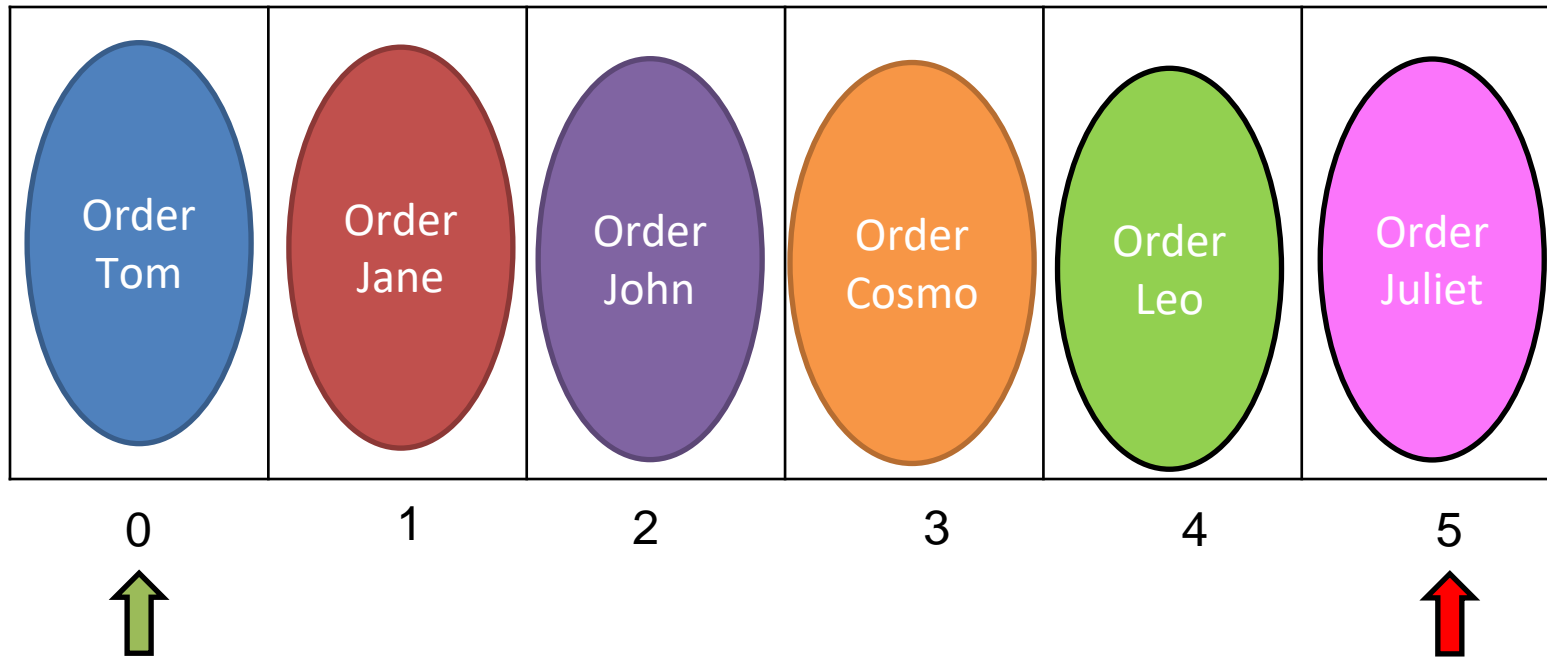 Order
Tom
Order
Jane
Order
John
Order
Cosmo
Order
Leo
Order
Juliet
0
1
2
3
4
5